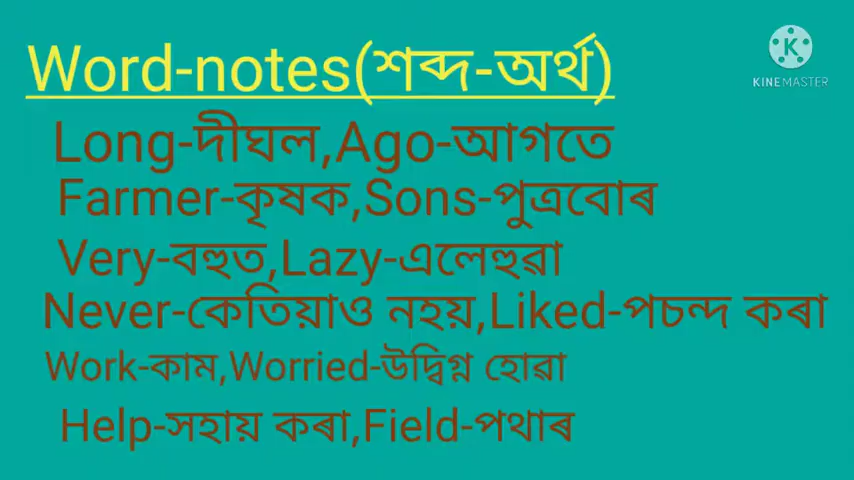 Word-notes(শব্দ-অৰ্থ)
KINEMASTER
Long-দীঘল,Ago-আগতে
Farmer-কৃষক,Sons-পুত্ৰবোৰ
Very-বহুত,Lazy-এলেহুৱা
Never-কেতিয়াও নহয়,Liked-পচন্দ কৰা
Work-কাম,Worried-উদ্বিগ্ন হোৱা
Help-সহায় কৰা,Field-পথাৰ